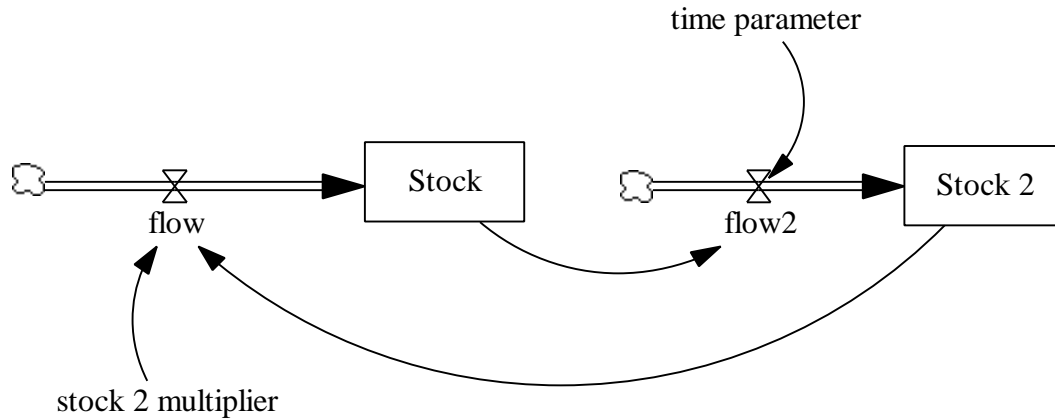 time parameter
Stock
Stock 2
flow
flow2
stock 2 multiplier